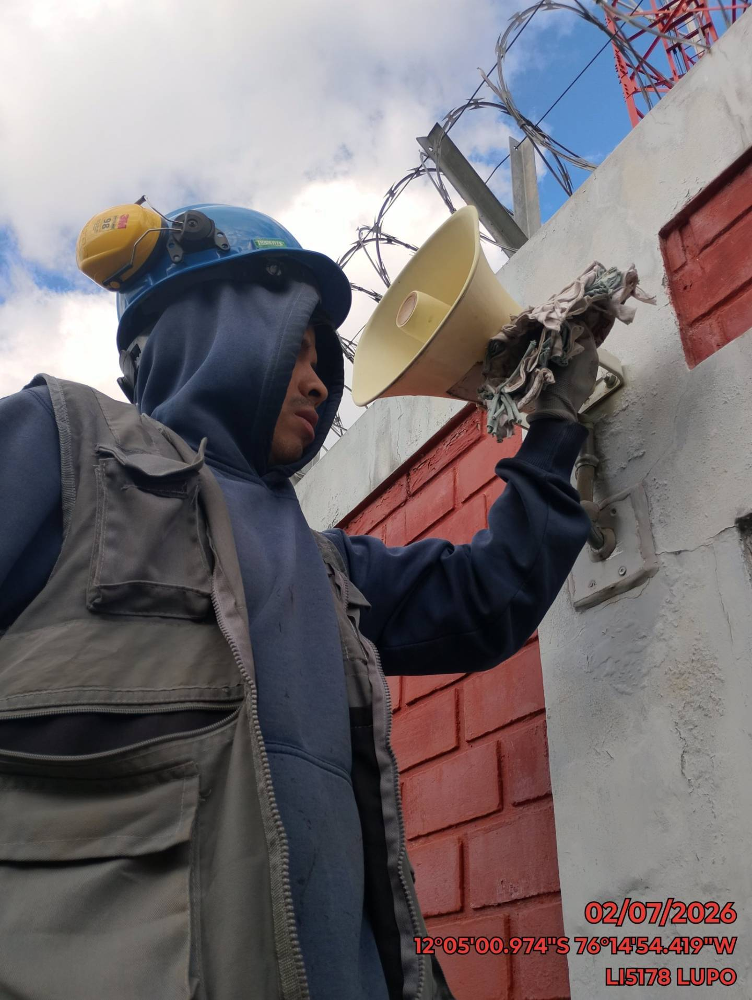 3M
98
TRIDENTE
02/07/2026
12°05'00.974"S 76°14'54.419"W
LI5178 LUPO